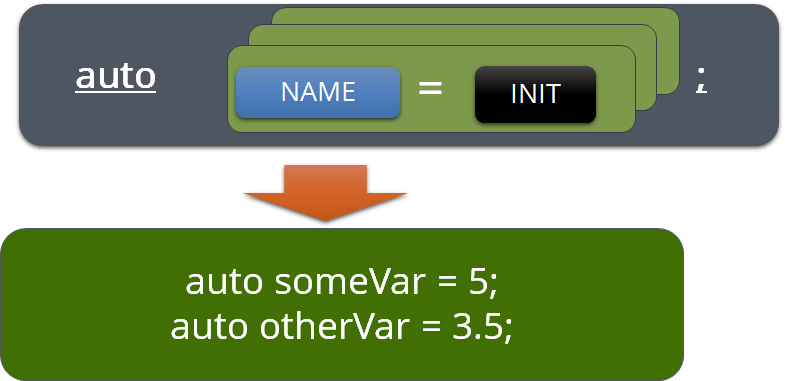 auto NAME = INIT ;
auto someVar = 5;
auto otherVar = 3.5;